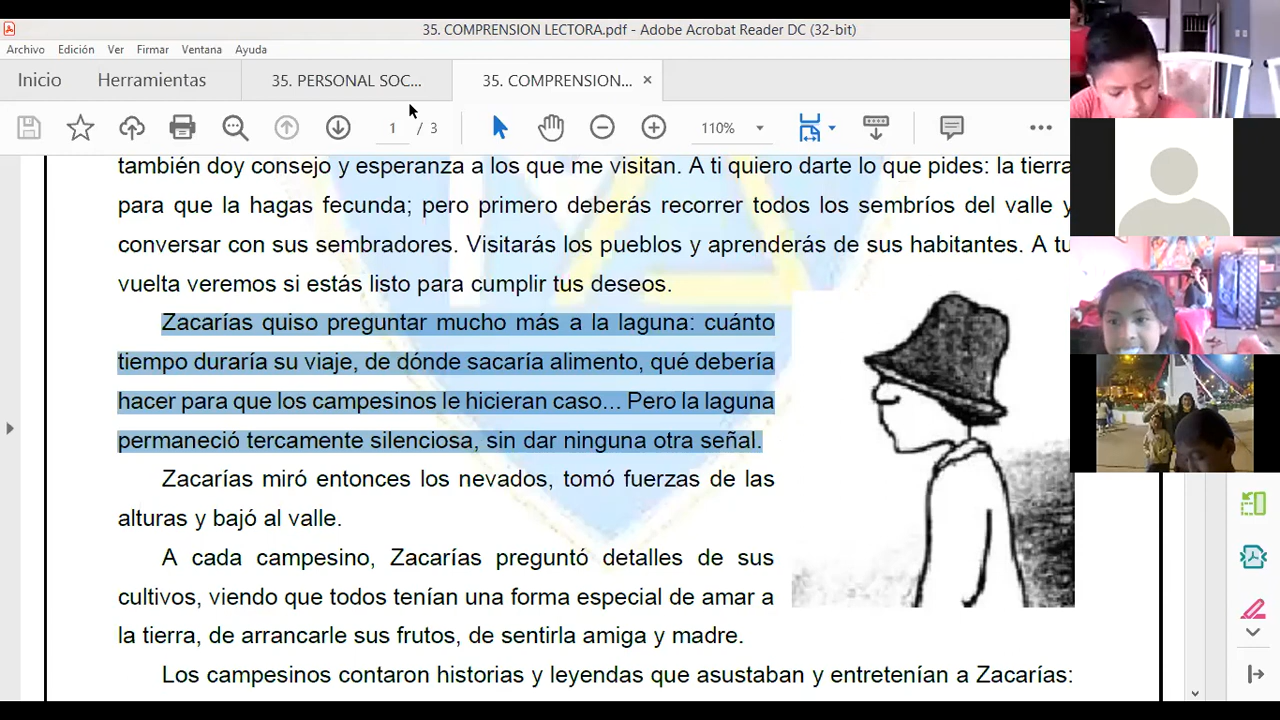 35. COMPRENSION LECTORA.pdf - Adobe Acrobat Reader DC (32-bit)
Archivo Edición Ver Firmar Ventana Ayuda
Inicio Herramientas 35. PERSONAL SOC... 35. COMPRENSION... ×
1 / 3 110%
también doy consejo y esperanza a los que me visitan. A ti quiero darte lo que pides: la tierra
para que la hagas fecunda; pero primero deberás recorrer todos los sembríos del valle y
conversar con sus sembradores. Visitarás los pueblos y aprenderás de sus habitantes. A tu
vuelta veremos si estás listo para cumplir tus deseos.
Zacarías quiso preguntar mucho más a la laguna: cuánto
tiempo duraría su viaje, de dónde sacaría alimento, qué debería
hacer para que los campesinos le hicieran caso... Pero la laguna
permaneció tercamente silenciosa, sin dar ninguna otra señal.
Zacarías miró entonces los nevados, tomó fuerzas de las
alturas y bajó al valle.
A cada campesino, Zacarías preguntó detalles de sus
cultivos, viendo que todos tenían una forma especial de amar a
la tierra, de arrancarle sus frutos, de sentirla amiga y madre.
Los campesinos contaron historias y leyendas que asustaban y entretenían a Zacarías: